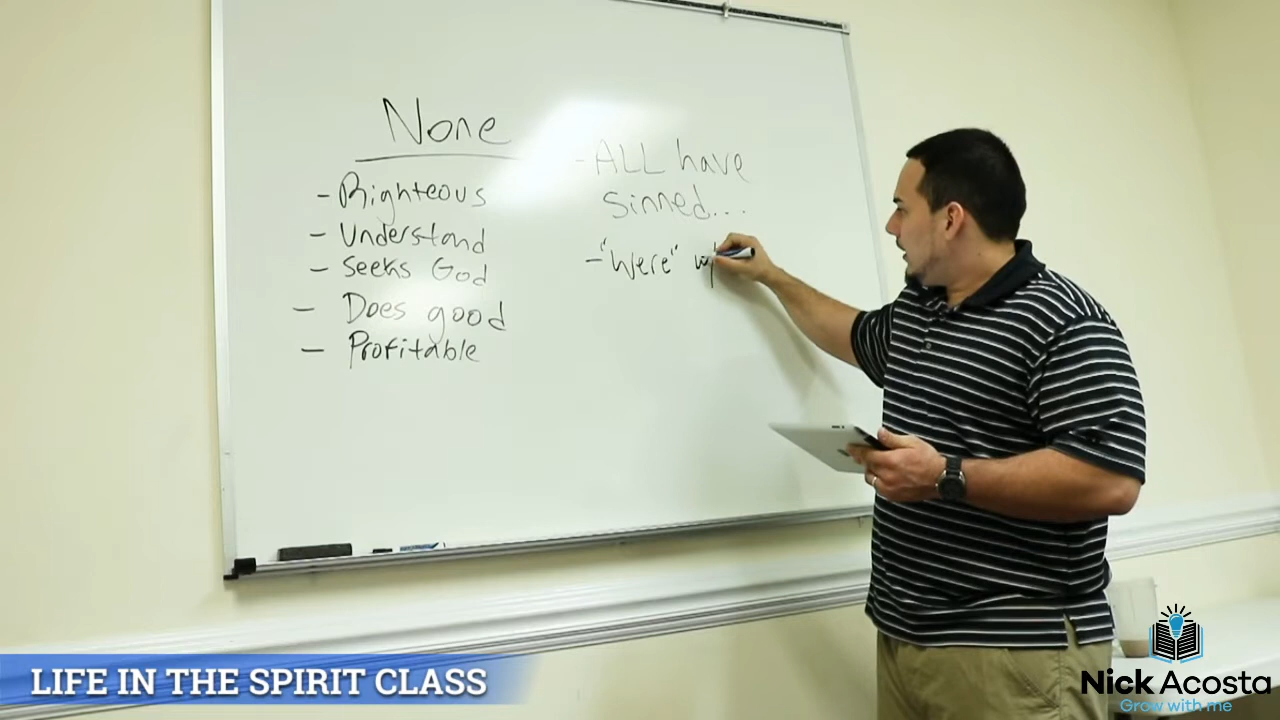 None
- Righteous
- Understand
- Seeks God
- Does good
- Profitable
- ALL have
sinned...
- "Were"
LIFE IN THE SPIRIT CLASS
Nick Acosta
Grow with me